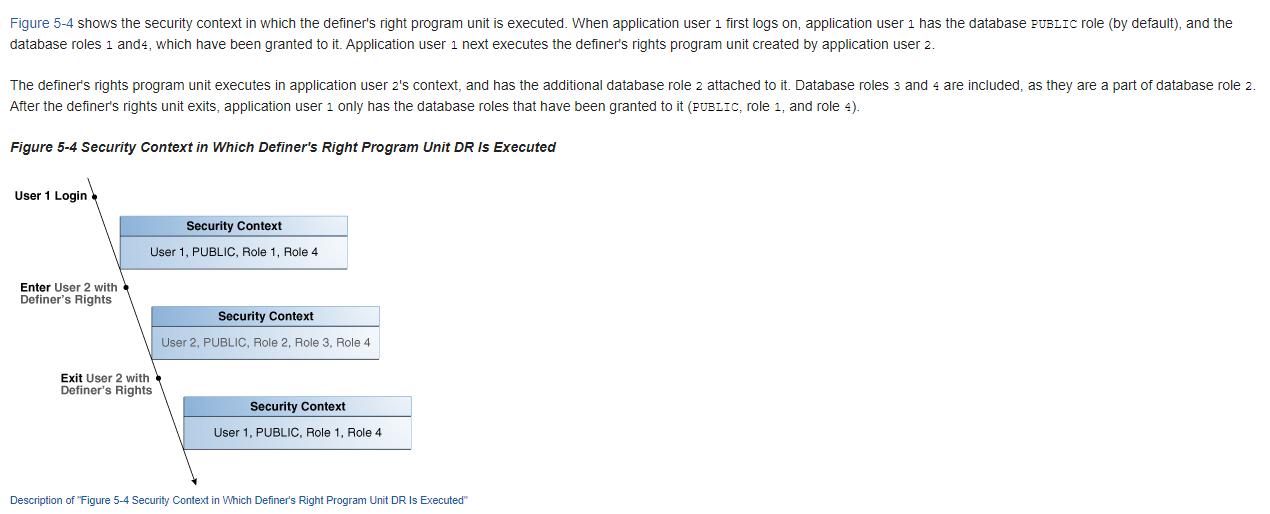 Figure 5-4 shows the security context in which the definer's right program unit is executed. When application user 1 first logs on, application user 1 has the database PUBLIC role (by default), and the
database roles 1 and4, which have been granted to it. Application user 1 next executes the definer's rights program unit created by application user 2.
The definer's rights program unit executes in application user 2's context, and has the additional database role 2 attached to it. Database roles 3 and 4 are included, as they are a part of database role 2.
After the definer's rights unit exits, application user 1 only has the database roles that have been granted to it (PUBLIC, role 1, and role 4).
Figure 5-4 Security Context in Which Definer's Right Program Unit DR Is Executed
User 1 Login
Security Context
User 1, PUBLIC, Role 1, Role 4
Enter User 2 with
Definer's Rights
Security Context
User 2, PUBLIC, Role 2, Role 3, Role 4
Exit User 2 with
Definer's Rights
Security Context
User 1, PUBLIC, Role 1, Role 4
Description of "Figure 5-4 Security Context in Which Definer's Right Program Unit DR Is Executed"